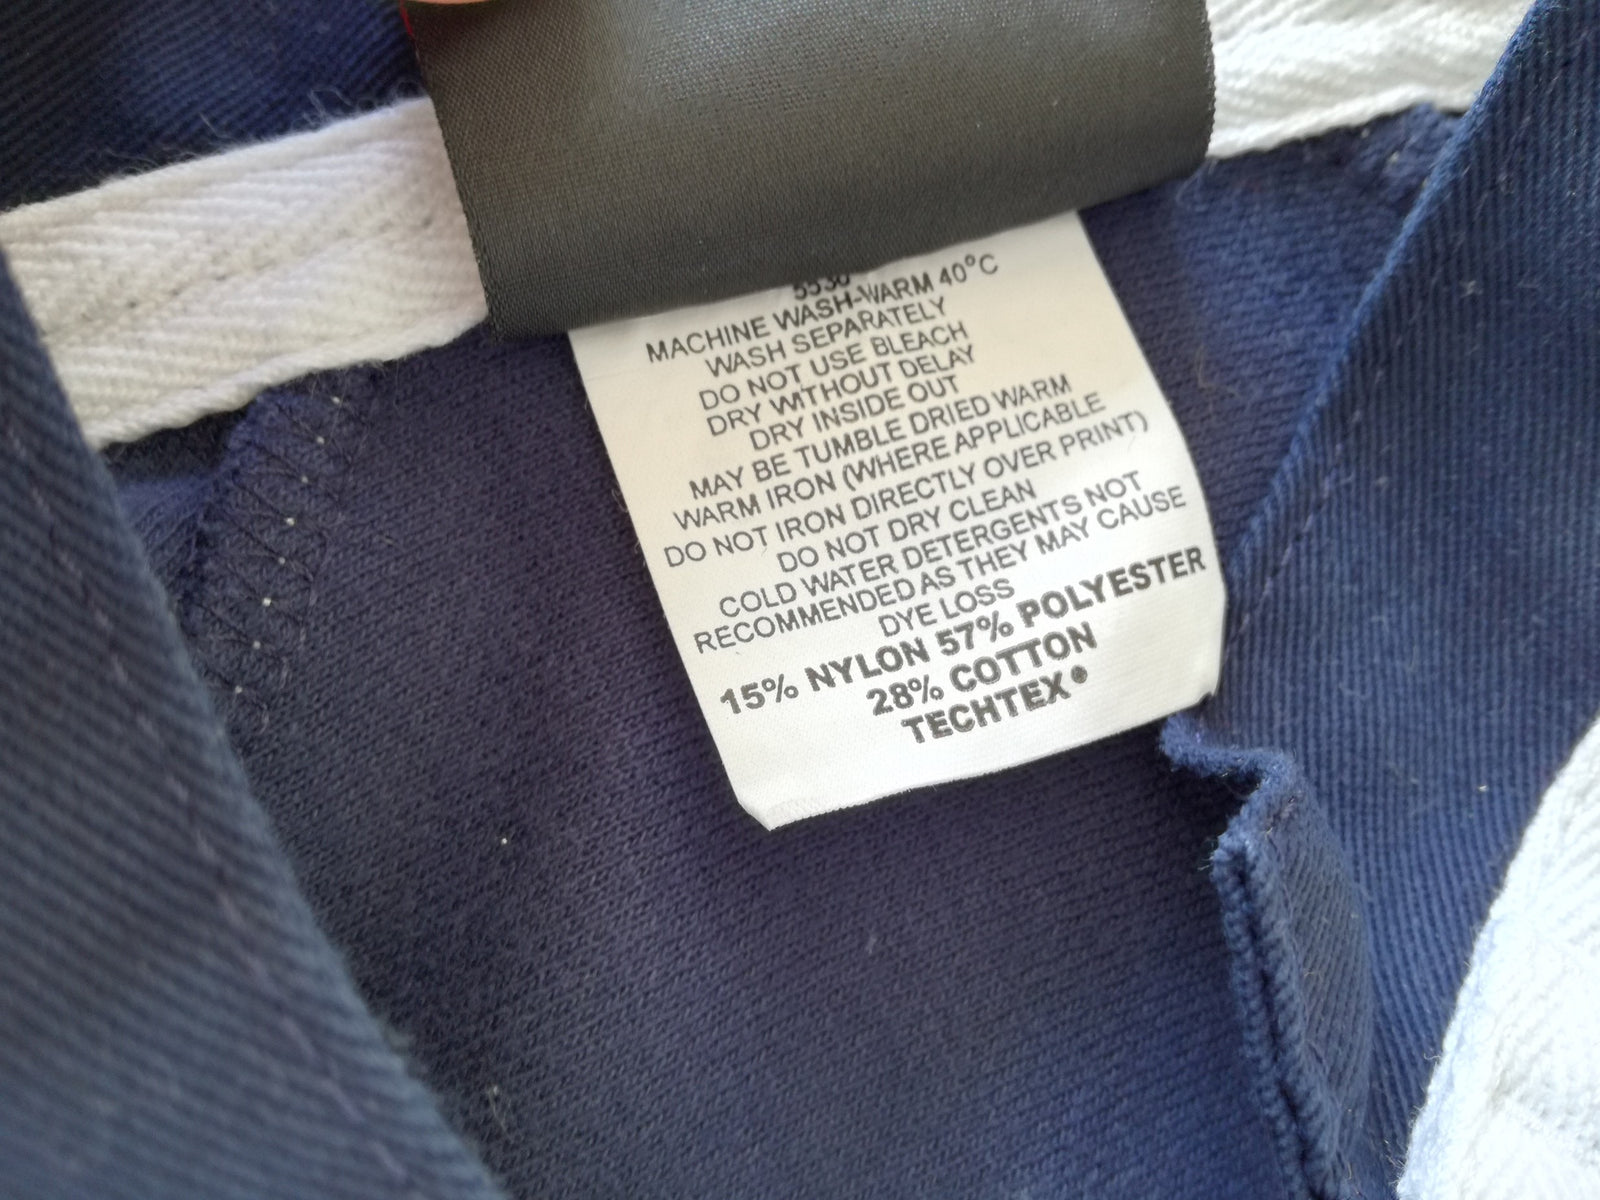 5530
MACHINE WASH-WARM 40°C
WASH SEPARATELY
DO NOT USE BLEACH
DRY WITHOUT DELAY
DRY INSIDE OUT
MAY BE TUMBLE DRIED WARM
WARM IRON (WHERE APPLICABLE
DO NOT IRON DIRECTLY OVER PRINT)
DO NOT DRY CLEAN
COLD WATER DETERGENTS NOT
RECOMMENDED AS THEY MAY CAUSE
DYE LOSS
15% NYLON 57% POLYESTER
28% COTTON
TECHTEX®